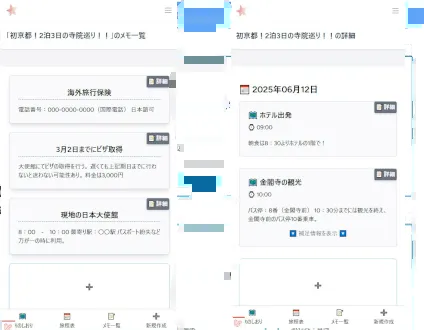 「初京都！2泊3日の寺院巡り！！」のメモ一覧
詳細
海外旅行保険
電話番号：000-0000-0000（国際電話） 日本語可
詳細
3月2日までにビザ取得
大使館にてビザの取得を行う。遅くても上記期日までに行わ
ないと送わない可能性あり。料金は3,000円
詳細
現地の日本大使館
8：00 - 10：00 最寄り駅：〇〇駅 パスポート紛失など
万が一の時に利用。
+
旅のしおり
旅程表
メモ一覧
新規作成
初京都！2泊3日の寺院巡り！！の詳細
2025年06月12日
詳細
ホテル出発
09:00
朝食は8：30よりホテルの1階で！
詳細
金閣寺の観光
10:00
バス停：8番（金閣寺前） 10：30分までには観光を終え、
金閣寺前のバス停10番乗車。
補足情報を表示
+
旅のしおり
旅程表
メモ一覧
新規作成